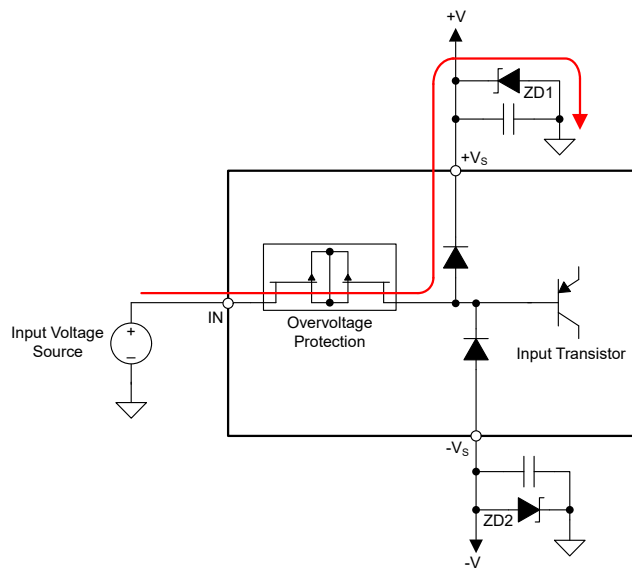 +V
ZD1
+VS
IN
Overvoltage
Protection
Input Voltage
Source
+
–
Input Transistor
-VS
ZD2
-V